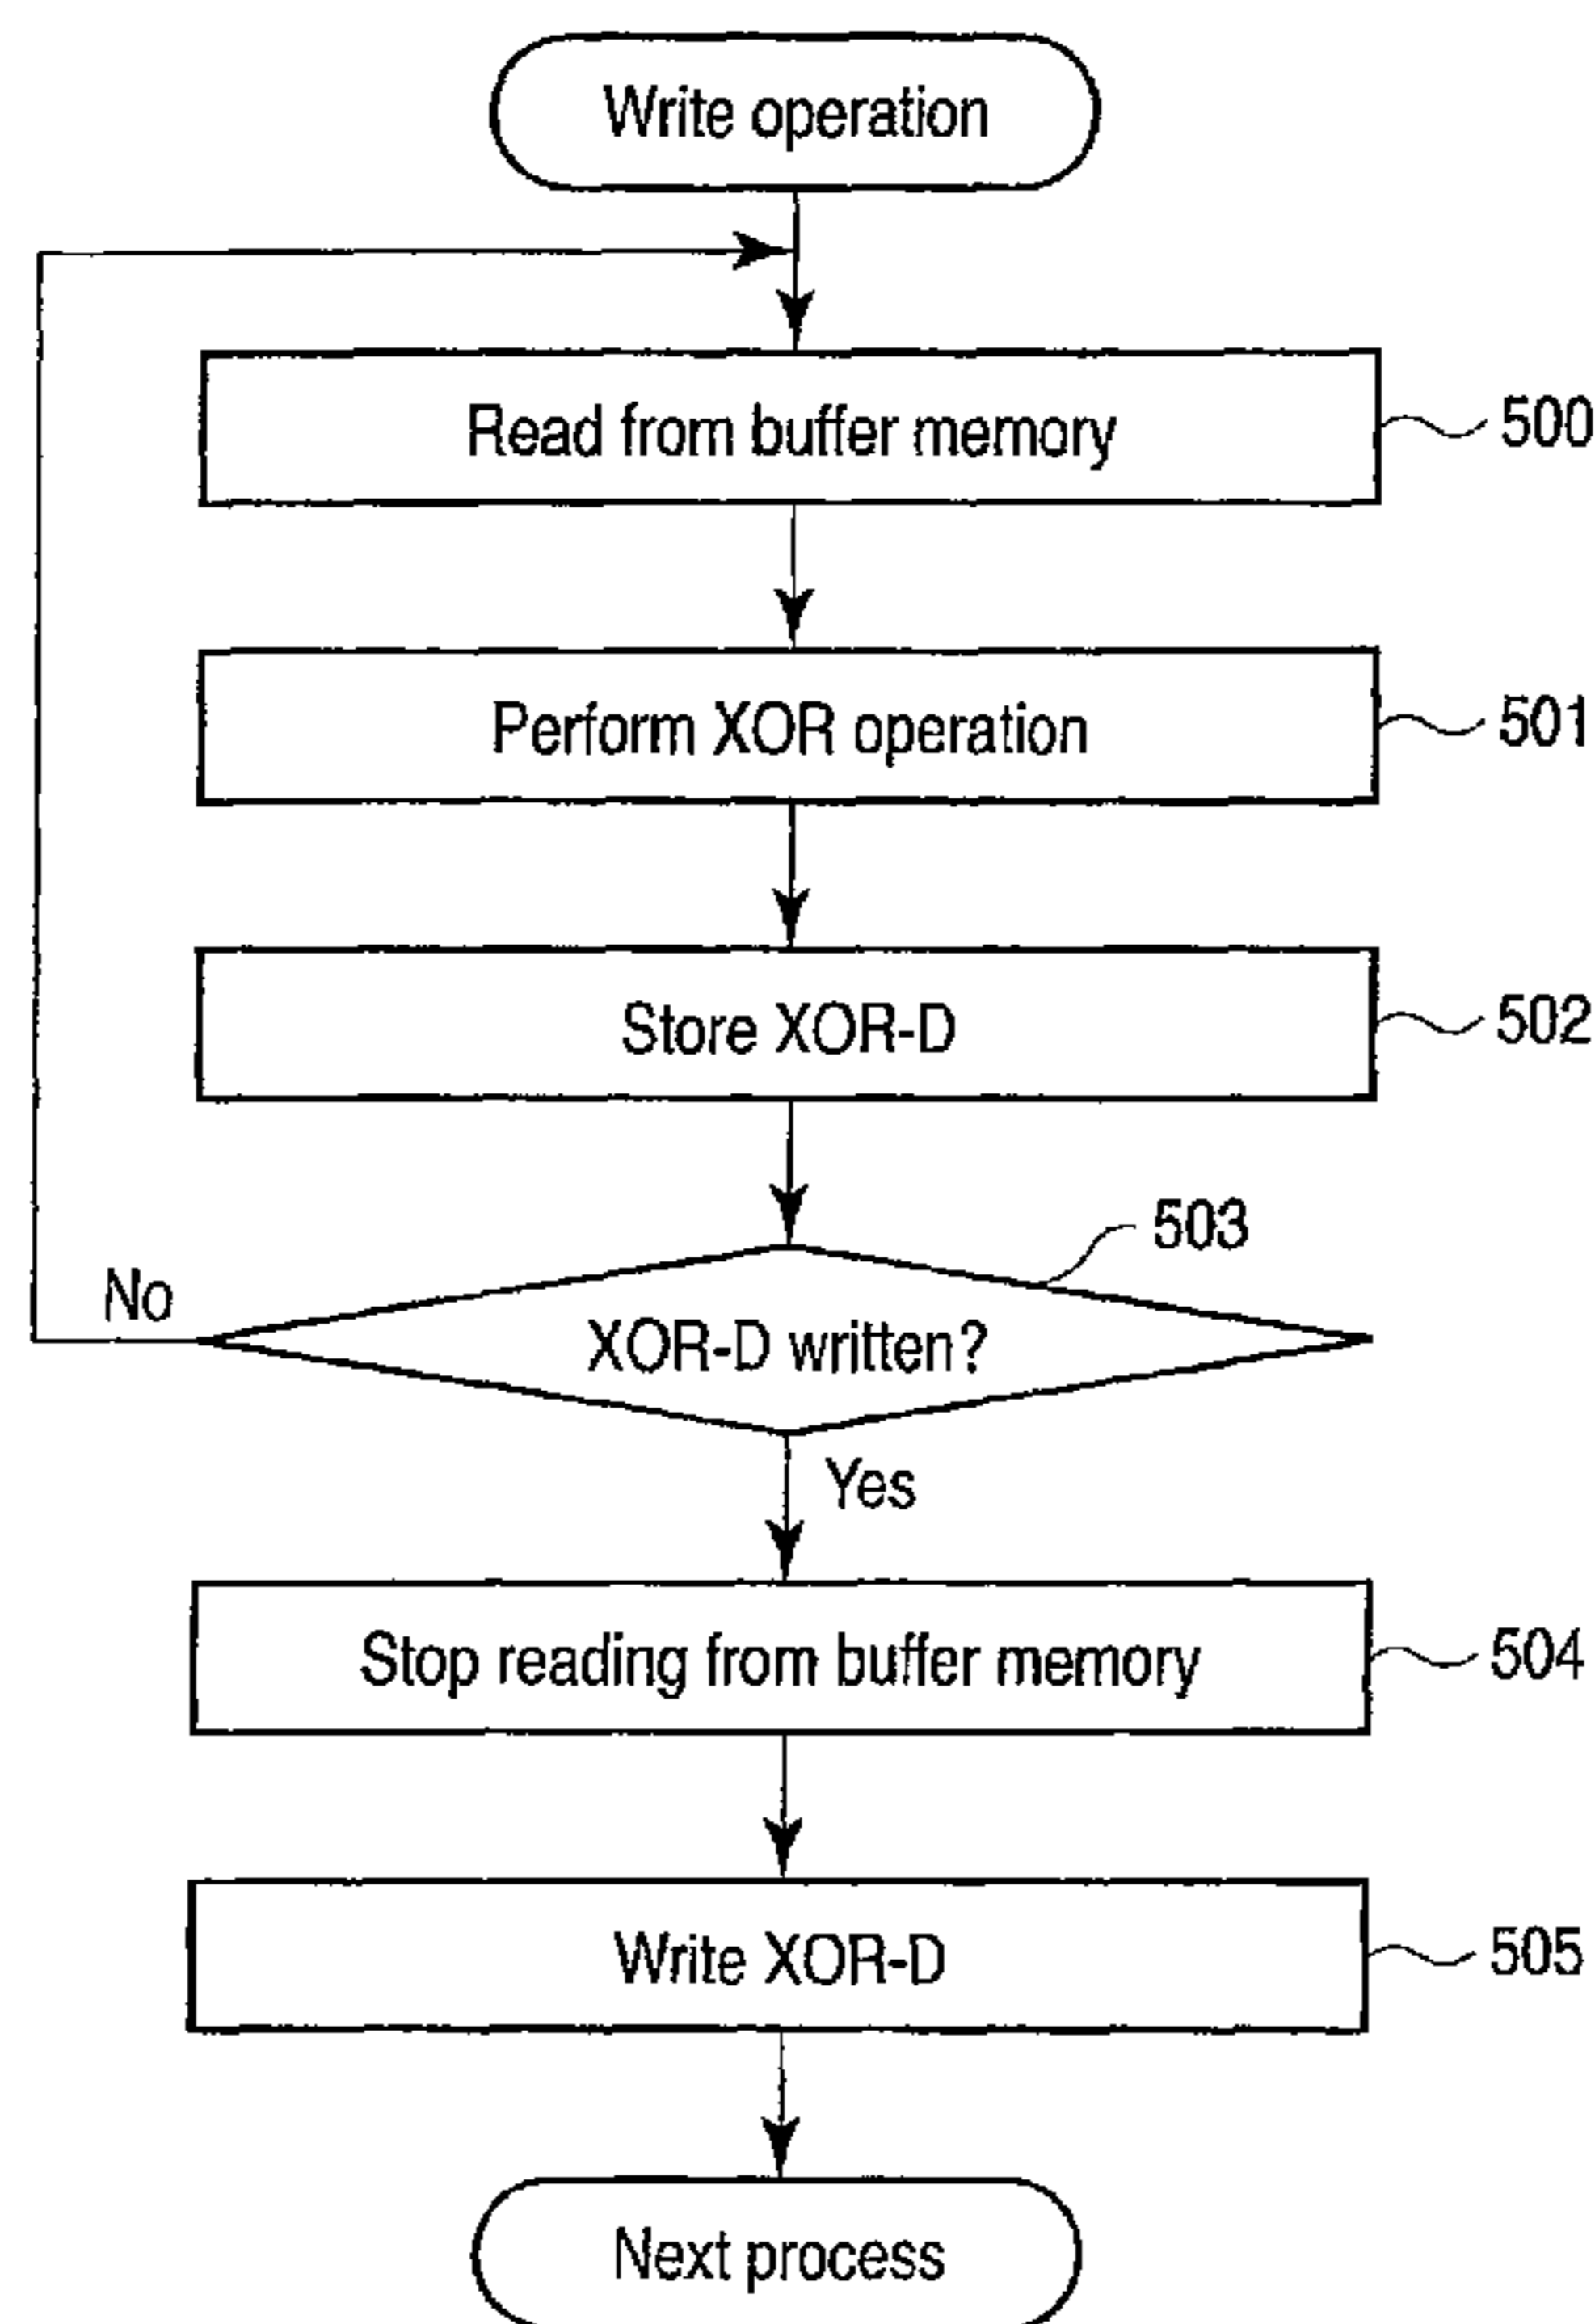 Write operation
Read from buffer memory
500
Perform XOR operation
501
Store XOR-D
502
503
No
XOR-D written?
Yes
Stop reading from buffer memory
504
Write XOR-D
505
Next process